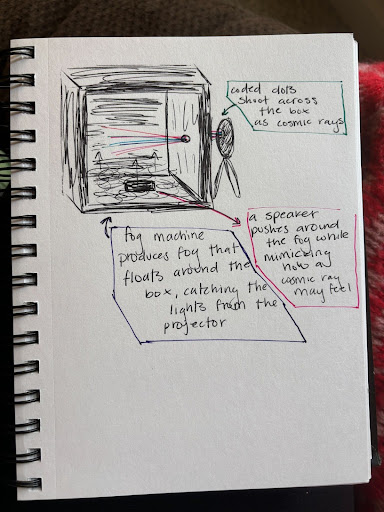 coded dots
shoot across
the box
as cosmic rays
a speaker
pushes around
the fog while
mimicking
how a
cosmic ray
may feel
fog machine
produces fog that
floats around the
box, catching the
lights from the
projector